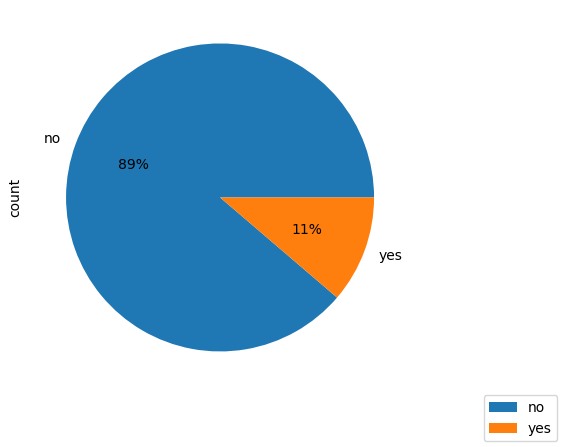 no
89%
count
11%
yes
no
yes